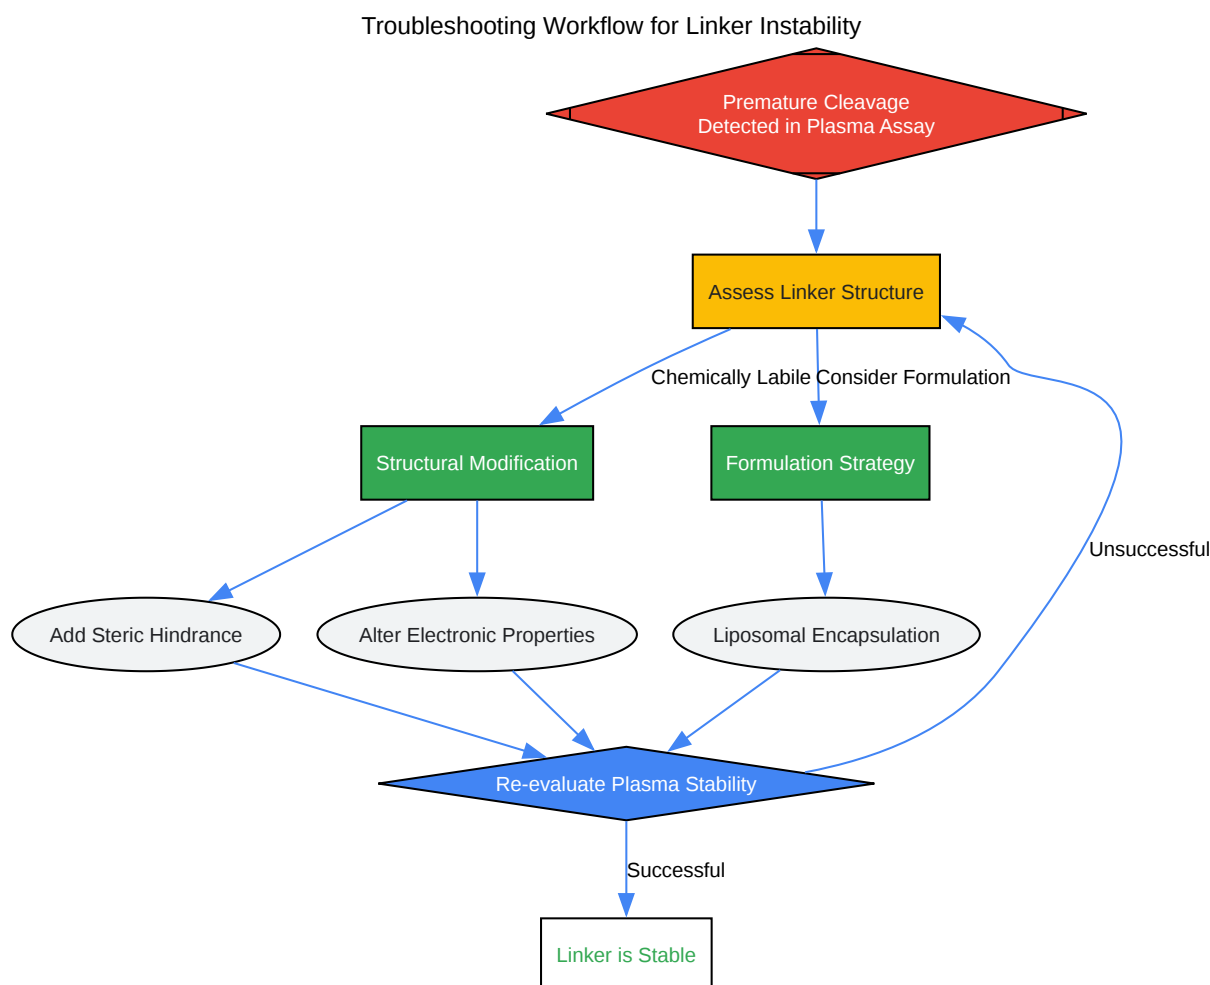 Troubleshooting Workflow for Linker Instability
Premature Cleavage
Detected in Plasma Assay
Assess Linker Structure
Chemically Labile
Consider Formulation
Structural Modification
Formulation Strategy
Unsuccessful
Add Steric Hindrance
Alter Electronic Properties
Liposomal Encapsulation
Re-evaluate Plasma Stability
Successful
Linker is Stable